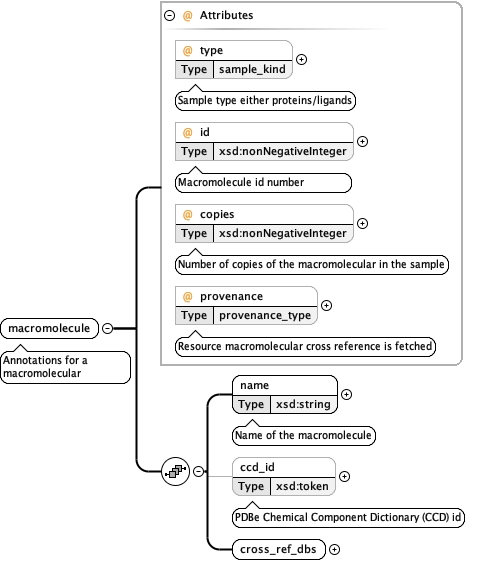 @ Attributes
@ type
Type sample_kind
Sample type either proteins/ligands
@ id
Type xsd:nonNegativeInteger
Macromolecule id number
@ copies
Type xsd:nonNegativeInteger
Number of copies of the macromolecular in the sample
@ provenance
Type provenance_type
Resource macromolecular cross reference is fetched
macromolecule
Annotations for a
macromolecular
name
Type xsd:string
Name of the macromolecule
ccd_id
Type xsd:token
PDBe Chemical Component Dictionary (CCD) id
cross_ref_dbs